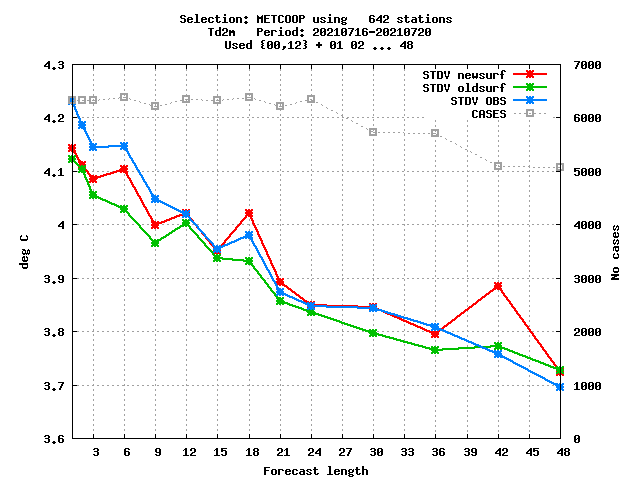 Selection: METCOOP using   642 stations
Td2m   Period: 20210716-20210720
Used {00,12} + 01 02 ... 48
4.3
4.2
4.1
4
3.9
3.8
3.7
3.6
deg C
7000
6000
5000
4000
3000
2000
1000
0
No cases
STDV newsurf
STDV oldsurf
STDV OBS
CASES
3 6 9 12 15 18 21 24 27 30 33 36 39 42 45 48
Forecast length